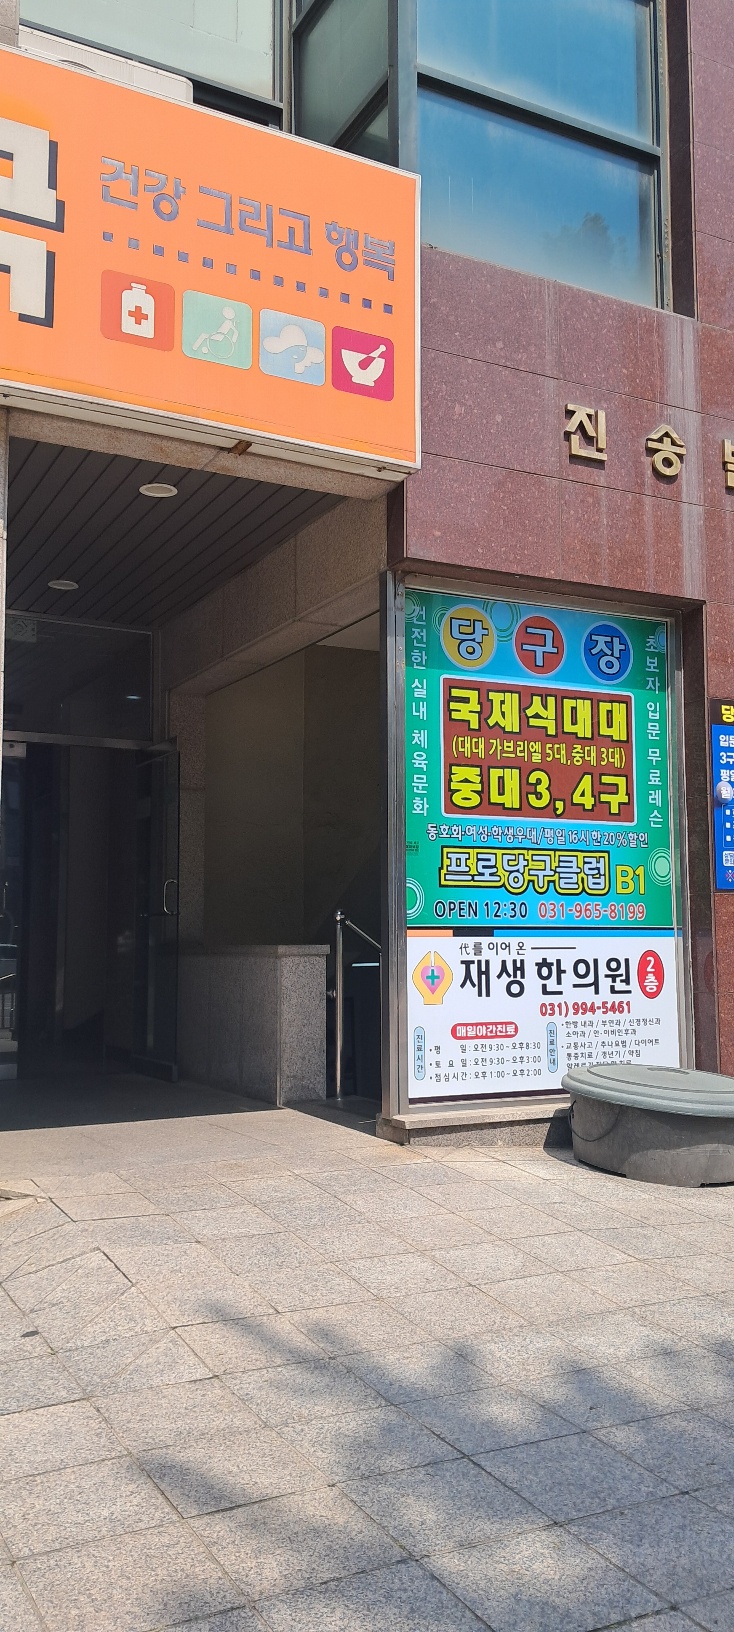 건강 그리고 행복
진송
건전한 실내 체육문화
당구장
초보자 입문 무료레슨
국제식대대
(대대 가브리엘 5대, 중대 3대)
중대3, 4구
동호회·여성·학생우대/평일 16시 한 20%할인
프로당구클럽 B1
OPEN 12:30 031-965-8199
代를 이어 온
재생한의원 2층
031) 994-5461
매일야간진료
진료시간
• 평 일 : 오전 9:30 ~ 오후 8:30
• 토 요 일 : 오전 9:30 ~ 오후 4:00
• 점심시간 : 오후 1:00 ~ 오후 2:00
진료안내
• 한방 내과 / 부인과 / 신경정신과
소아과 / 안·이비인후과
• 교통사고 / 추나요법 / 다이어트
통증치료 / 갱년기 / 약침
당
입문
3구
평일